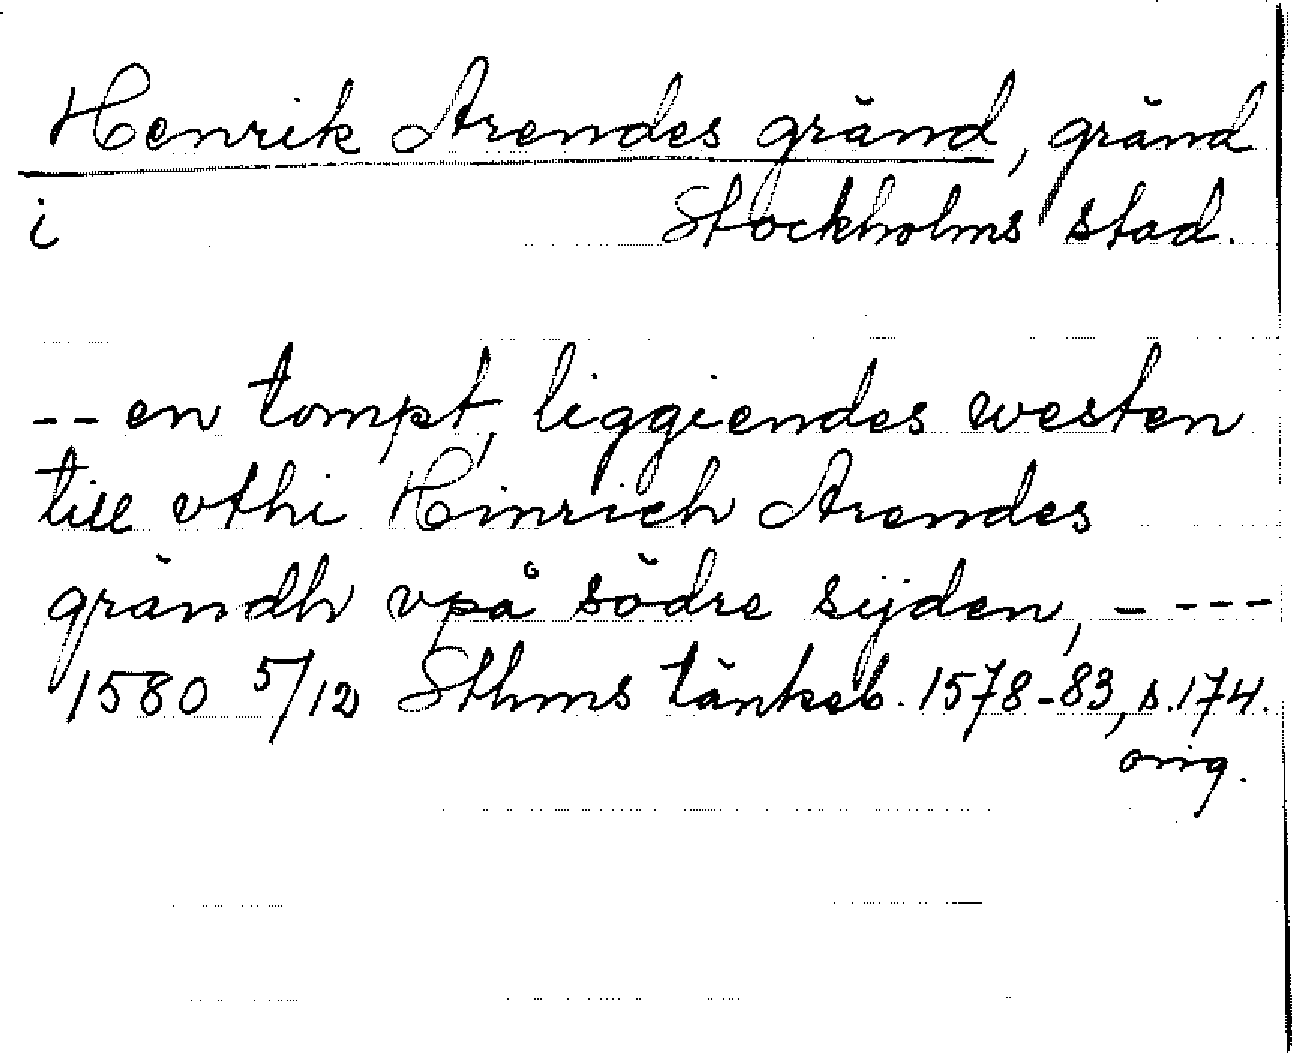 Henrik Arendes gränd, gränd
i Stockholms stad.
-- en tompt, liggiendes westen
till vthi Hinrich Arendes
grändh vpå södre sijden, ----
1580 5/12 Sthms tänkeb. 1578-83, s. 174.
orig.